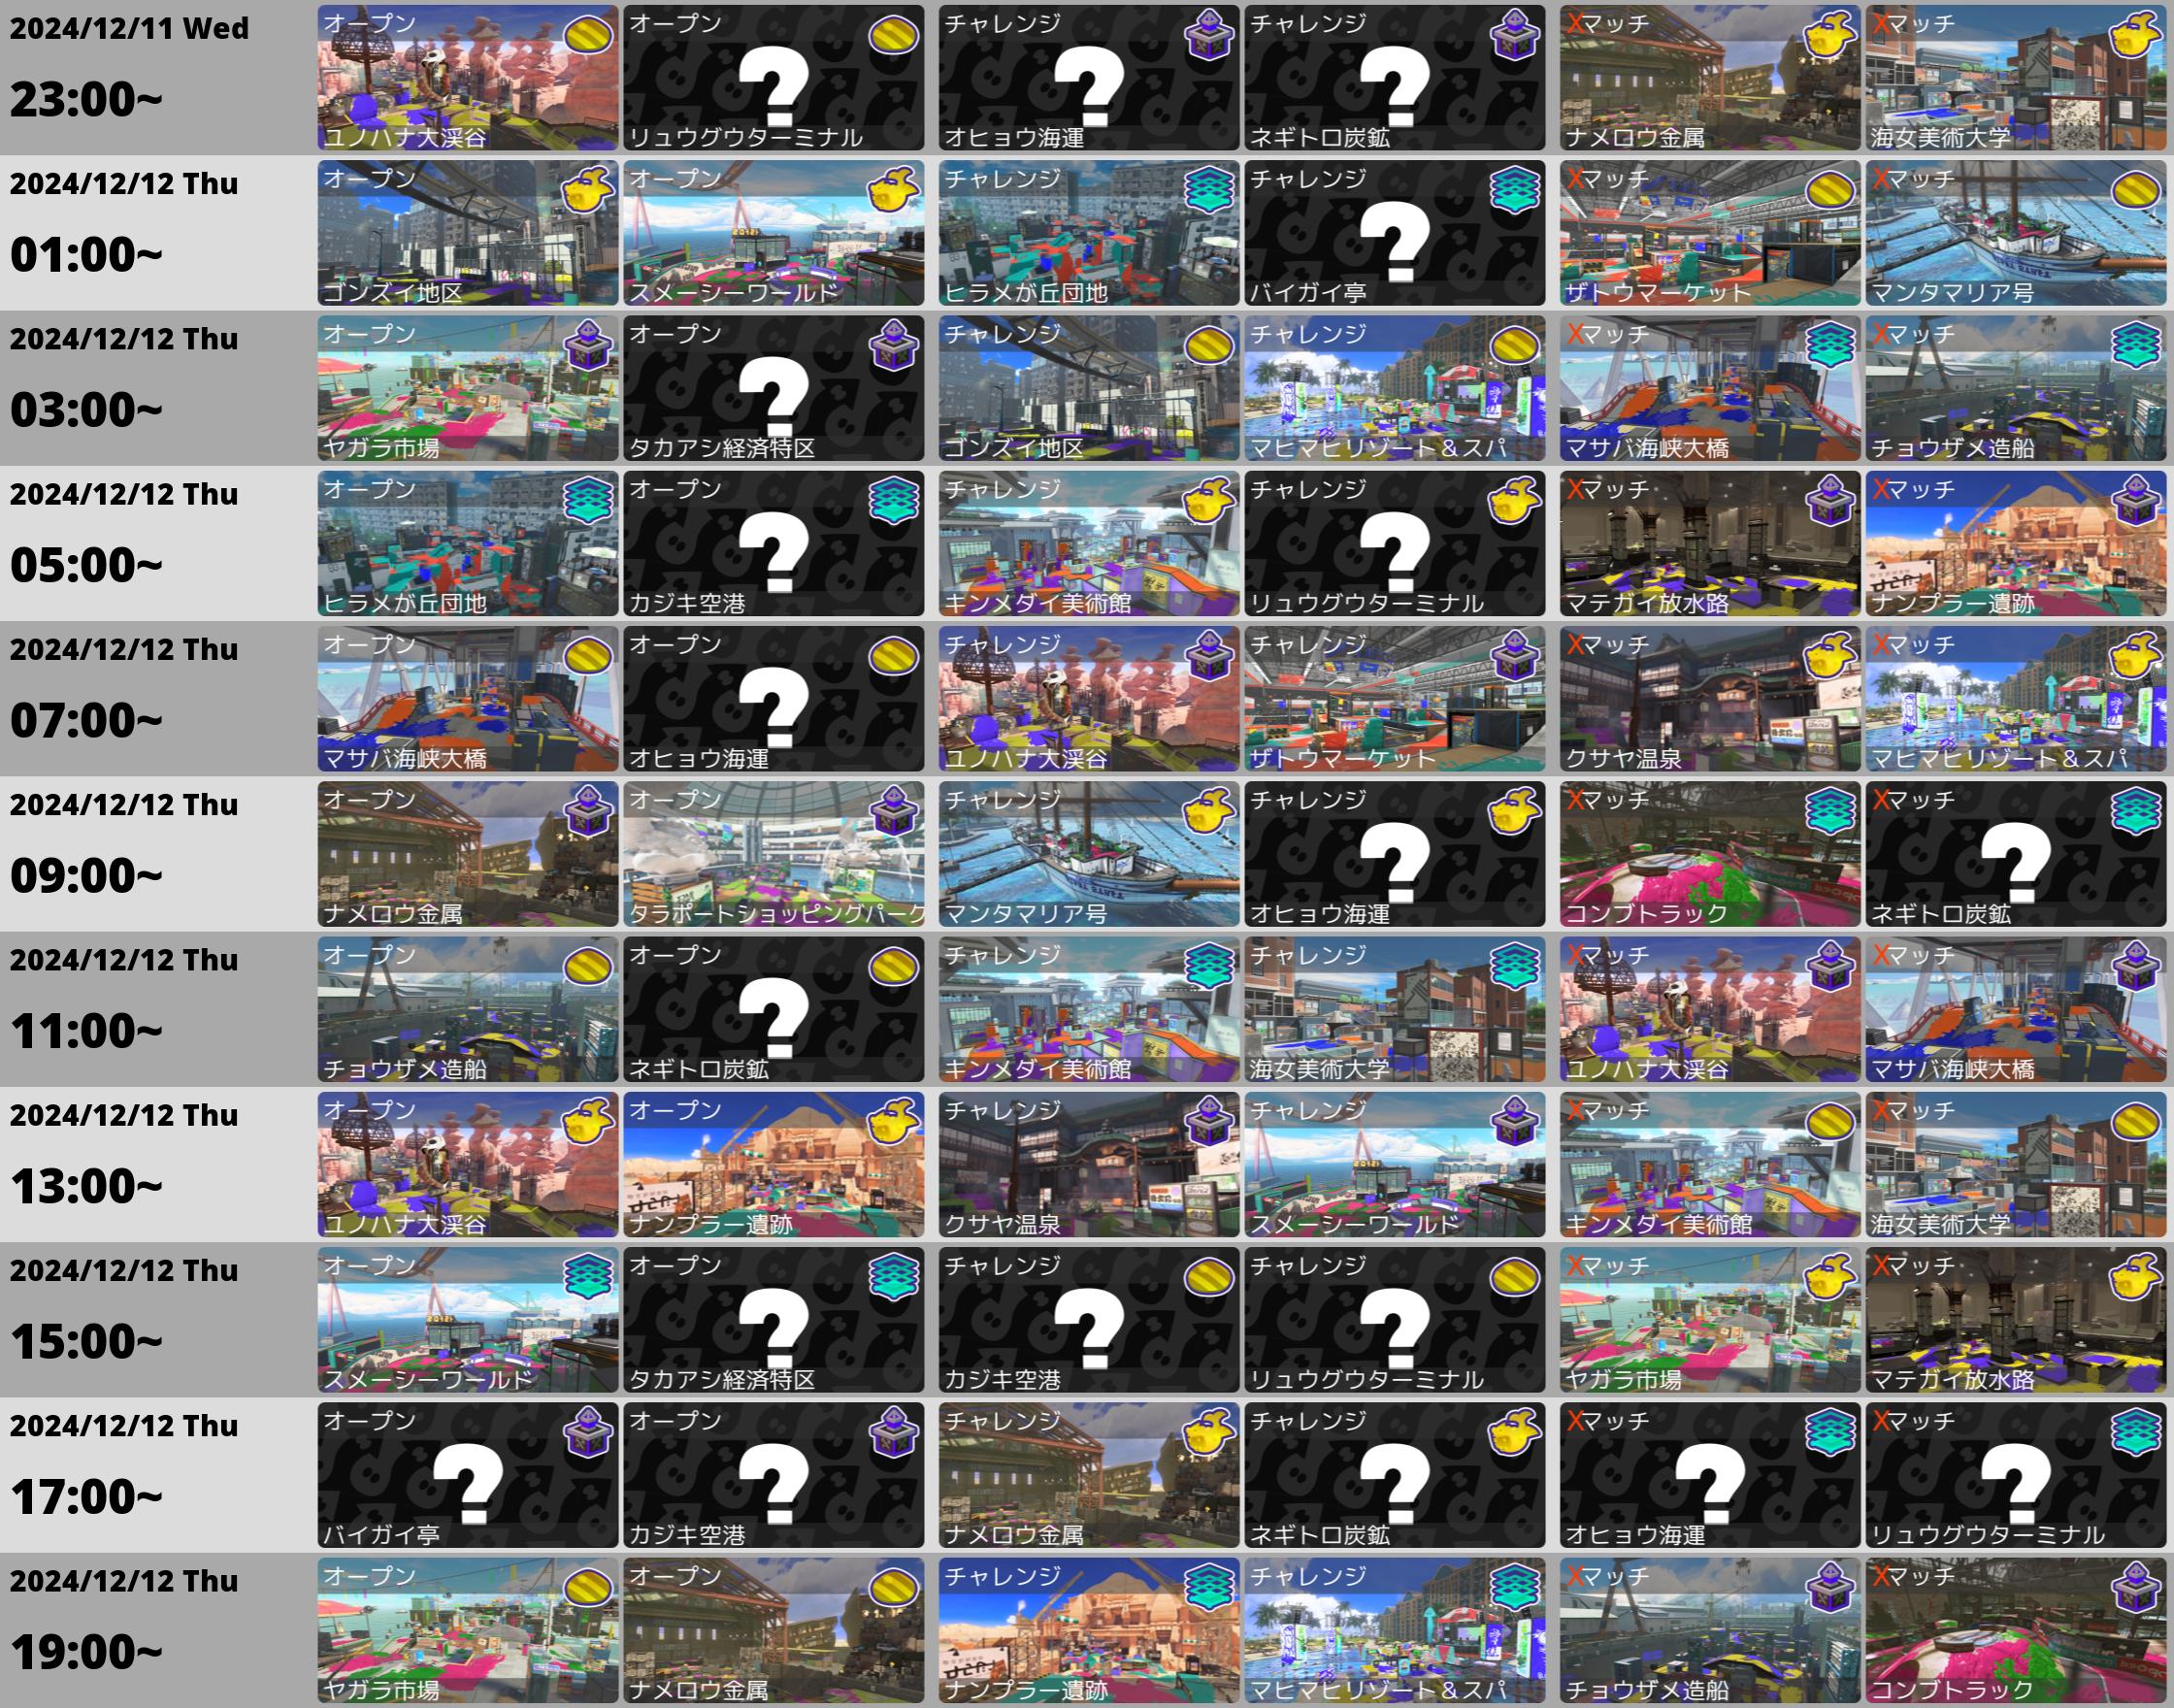 2024/12/11 Wed
23:00~
オープン
ユノハナ大渓谷
オープン
リュウグウターミナル
チャレンジ
オヒョウ海運
チャレンジ
ネギトロ炭鉱
Xマッチ
ナメロウ金属
Xマッチ
海女美術大学
2024/12/12 Thu
01:00~
オープン
ゴンズイ地区
オープン
スメーシーワールド
チャレンジ
ヒラメが丘団地
チャレンジ
バイガイ亭
Xマッチ
ザトウマーケット
Xマッチ
マンタマリア号
2024/12/12 Thu
03:00~
オープン
ヤガラ市場
オープン
タカアシ経済特区
チャレンジ
ゴンズイ地区
チャレンジ
マヒマヒリゾート＆スパ
Xマッチ
マサバ海峡大橋
Xマッチ
チョウザメ造船
2024/12/12 Thu
05:00~
オープン
ヒラメが丘団地
オープン
カジキ空港
チャレンジ
キンメダイ美術館
チャレンジ
リュウグウターミナル
Xマッチ
マテガイ放水路
Xマッチ
ナンプラー遺跡
2024/12/12 Thu
07:00~
オープン
マサバ海峡大橋
オープン
オヒョウ海運
チャレンジ
ユノハナ大渓谷
チャレンジ
ザトウマーケット
Xマッチ
クサヤ温泉
Xマッチ
マヒマヒリゾート＆スパ
2024/12/12 Thu
09:00~
オープン
ナメロウ金属
オープン
タラポートショッピングパーク
チャレンジ
マンタマリア号
チャレンジ
オヒョウ海運
Xマッチ
コンブトラック
Xマッチ
ネギトロ炭鉱
2024/12/12 Thu
11:00~
オープン
チョウザメ造船
オープン
ネギトロ炭鉱
チャレンジ
キンメダイ美術館
チャレンジ
海女美術大学
Xマッチ
ユノハナ大渓谷
Xマッチ
マサバ海峡大橋
2024/12/12 Thu
13:00~
オープン
ユノハナ大渓谷
オープン
ナンプラー遺跡
チャレンジ
クサヤ温泉
チャレンジ
スメーシーワールド
Xマッチ
キンメダイ美術館
Xマッチ
海女美術大学
2024/12/12 Thu
15:00~
オープン
スメーシーワールド
オープン
タカアシ経済特区
チャレンジ
カジキ空港
チャレンジ
リュウグウターミナル
Xマッチ
ヤガラ市場
Xマッチ
マテガイ放水路
2024/12/12 Thu
17:00~
オープン
バイガイ亭
オープン
カジキ空港
チャレンジ
ナメロウ金属
チャレンジ
ネギトロ炭鉱
Xマッチ
オヒョウ海運
Xマッチ
リュウグウターミナル
2024/12/12 Thu
19:00~
オープン
ヤガラ市場
オープン
ナメロウ金属
チャレンジ
ナンプラー遺跡
チャレンジ
マヒマヒリゾート＆スパ
Xマッチ
チョウザメ造船
Xマッチ
コンブトラック